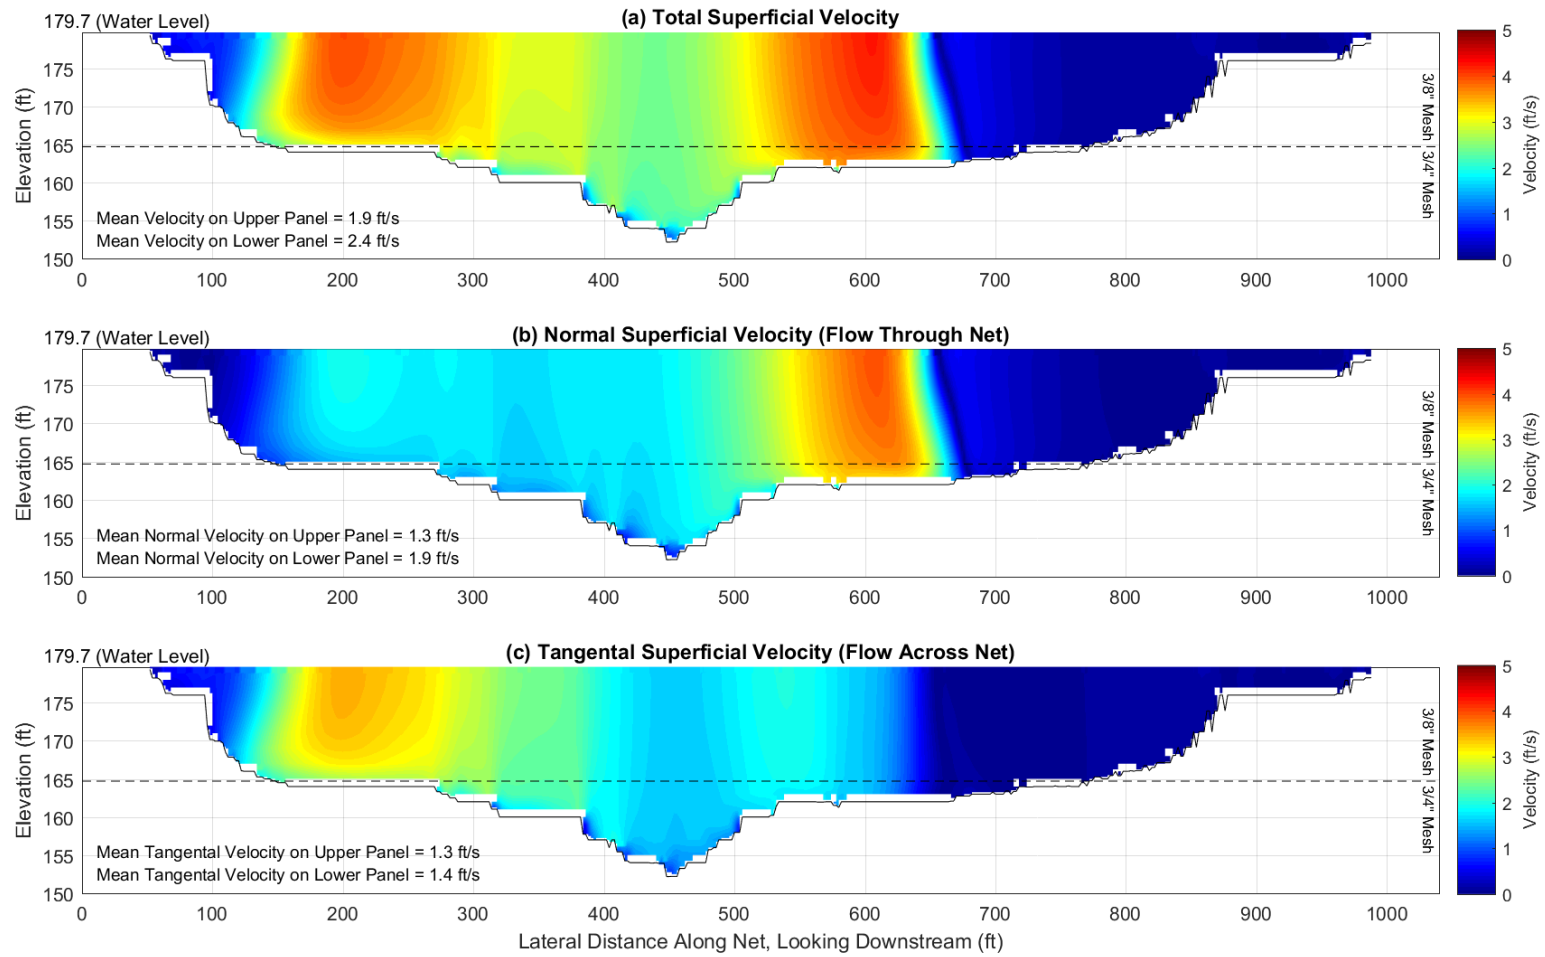 (a) Total Superficial Velocity
179.7 (Water Level)
175
170
165
160
155
150
Elevation (ft)
Mean Velocity on Upper Panel = 1.9 ft/s
Mean Velocity on Lower Panel = 2.4 ft/s
3/8" Mesh
3/4" Mesh
0 100 200 300 400 500 600 700 800 900 1000
5
4
3
2
1
0
Velocity (ft/s)
(b) Normal Superficial Velocity (Flow Through Net)
179.7 (Water Level)
175
170
165
160
155
150
Elevation (ft)
Mean Normal Velocity on Upper Panel = 1.3 ft/s
Mean Normal Velocity on Lower Panel = 1.9 ft/s
3/8" Mesh
3/4" Mesh
0 100 200 300 400 500 600 700 800 900 1000
5
4
3
2
1
0
Velocity (ft/s)
(c) Tangental Superficial Velocity (Flow Across Net)
179.7 (Water Level)
175
170
165
160
155
150
Elevation (ft)
Mean Tangental Velocity on Upper Panel = 1.3 ft/s
Mean Tangental Velocity on Lower Panel = 1.4 ft/s
3/8" Mesh
3/4" Mesh
0 100 200 300 400 500 600 700 800 900 1000
Lateral Distance Along Net, Looking Downstream (ft)
5
4
3
2
1
0
Velocity (ft/s)